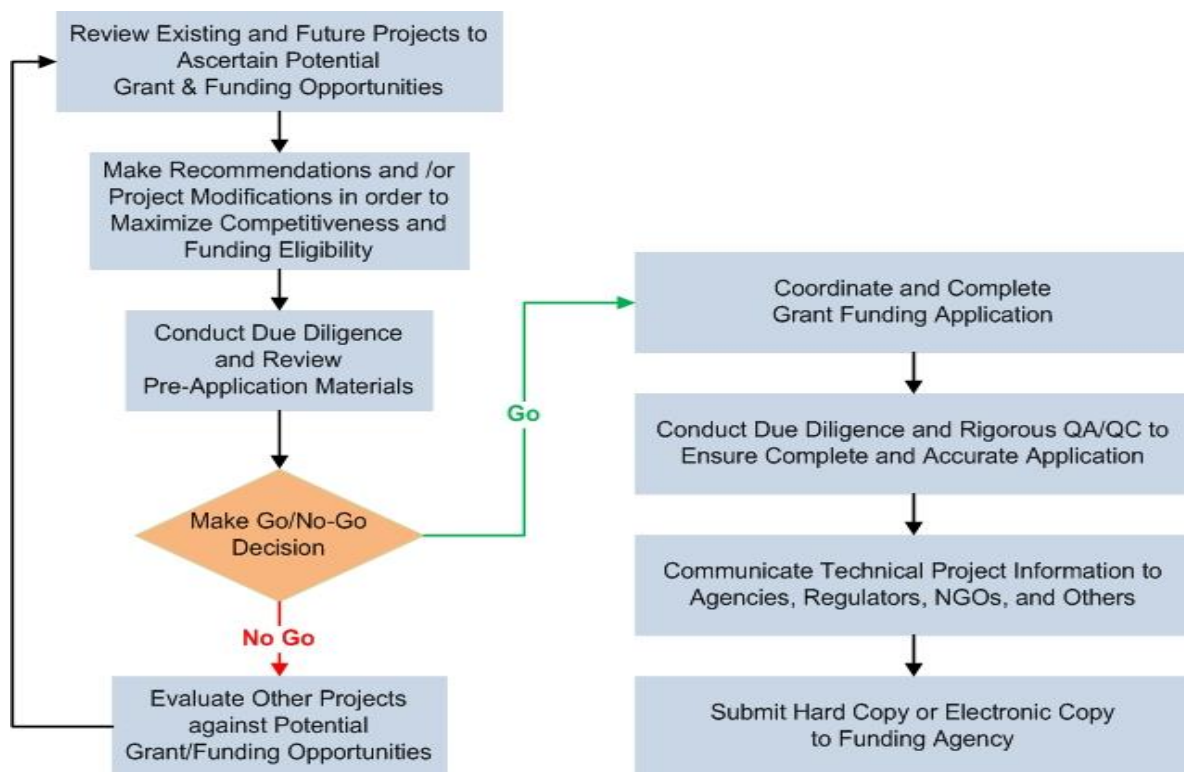 Review Existing and Future Projects to
Ascertain Potential
Grant & Funding Opportunities
Make Recommendations and /or
Project Modifications in order to
Maximize Competitiveness and
Funding Eligibility
Conduct Due Diligence
and Review
Pre-Application Materials
Make Go/No-Go
Decision
No Go
Evaluate Other Projects
against Potential
Grant/Funding Opportunities
Go
Coordinate and Complete
Grant Funding Application
Conduct Due Diligence and Rigorous QA/QC to
Ensure Complete and Accurate Application
Communicate Technical Project Information to
Agencies, Regulators, NGOs, and Others
Submit Hard Copy or Electronic Copy
to Funding Agency